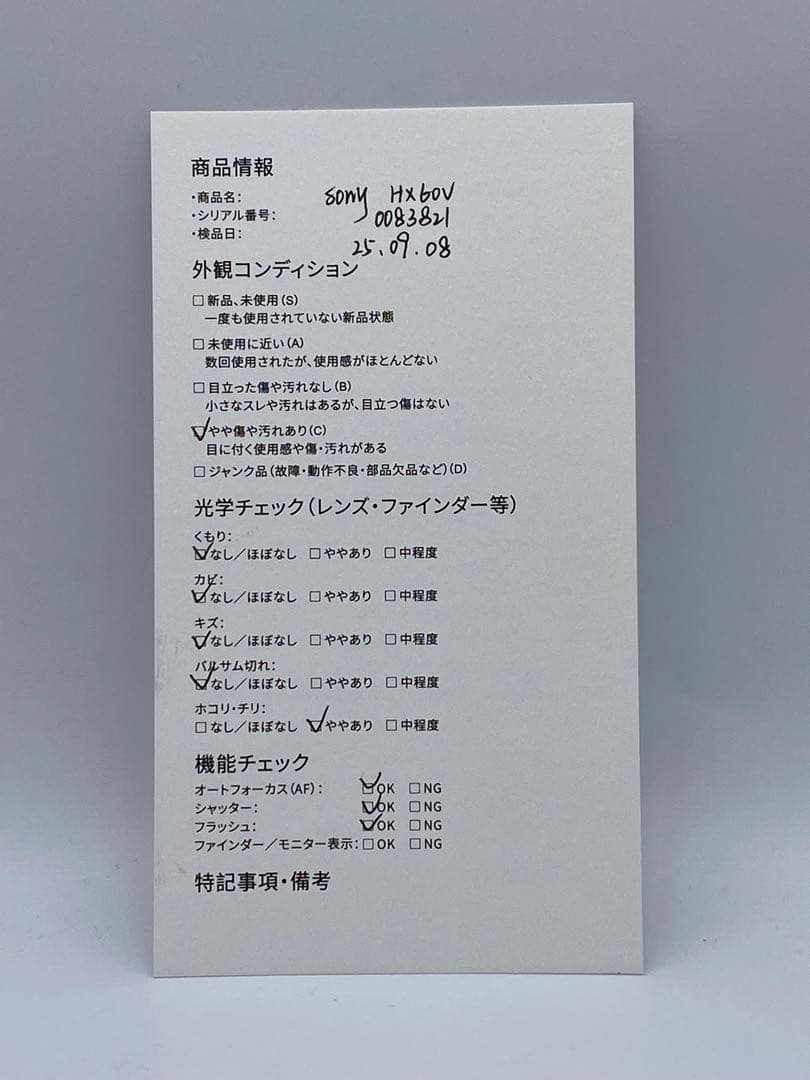 商品情報
・商品名： Sony HX60V
・シリアル番号： 0083821
・検品日： 25.09.08
外観コンディション
☐ 新品、未使用（S）
一度も使用されていない新品状態
☐ 未使用に近い（A）
数回使用されたが、使用感がほとんどない
☐ 目立った傷や汚れなし（B）
小さなスレや汚れはあるが、目立つ傷はない
☑ やや傷や汚れあり（C）
目に付く使用感や傷・汚れがある
☐ ジャンク品（故障・動作不良・部品欠品など）（D）
光学チェック（レンズ・ファインダー等）
くもり：
☑ なし／ほぼなし ☐ ややあり ☐ 中程度
カビ：
☑ なし／ほぼなし ☐ ややあり ☐ 中程度
キズ：
☑ なし／ほぼなし ☐ ややあり ☐ 中程度
バルサム切れ：
☑ なし／ほぼなし ☐ ややあり ☐ 中程度
ホコリ・チリ：
☐ なし／ほぼなし ☑ ややあり ☐ 中程度
機能チェック
オートフォーカス（AF）： ☑ OK ☐ NG
シャッター： ☑ OK ☐ NG
フラッシュ： ☑ OK ☐ NG
ファインダー／モニター表示：☐ OK ☐ NG
特記事項・備考